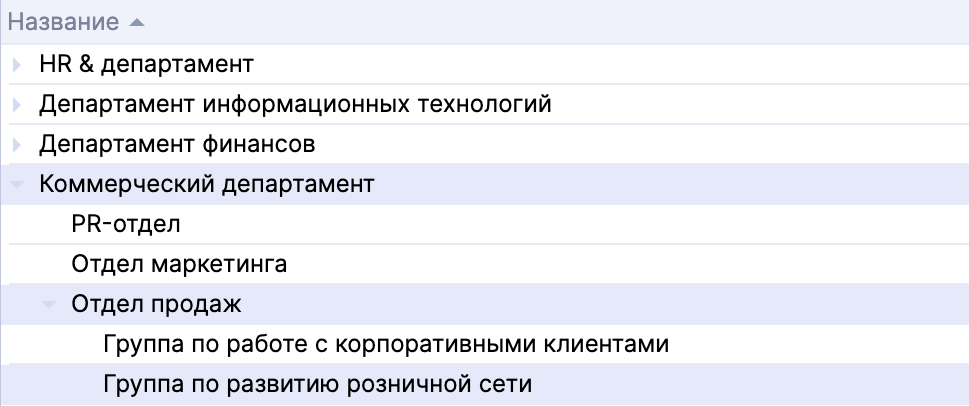 Название
HR & департамент
Департамент информационных технологий
Департамент финансов
Коммерческий департамент
PR-отдел
Отдел маркетинга
Отдел продаж
Группа по работе с корпоративными клиентами
Группа по развитию розничной сети